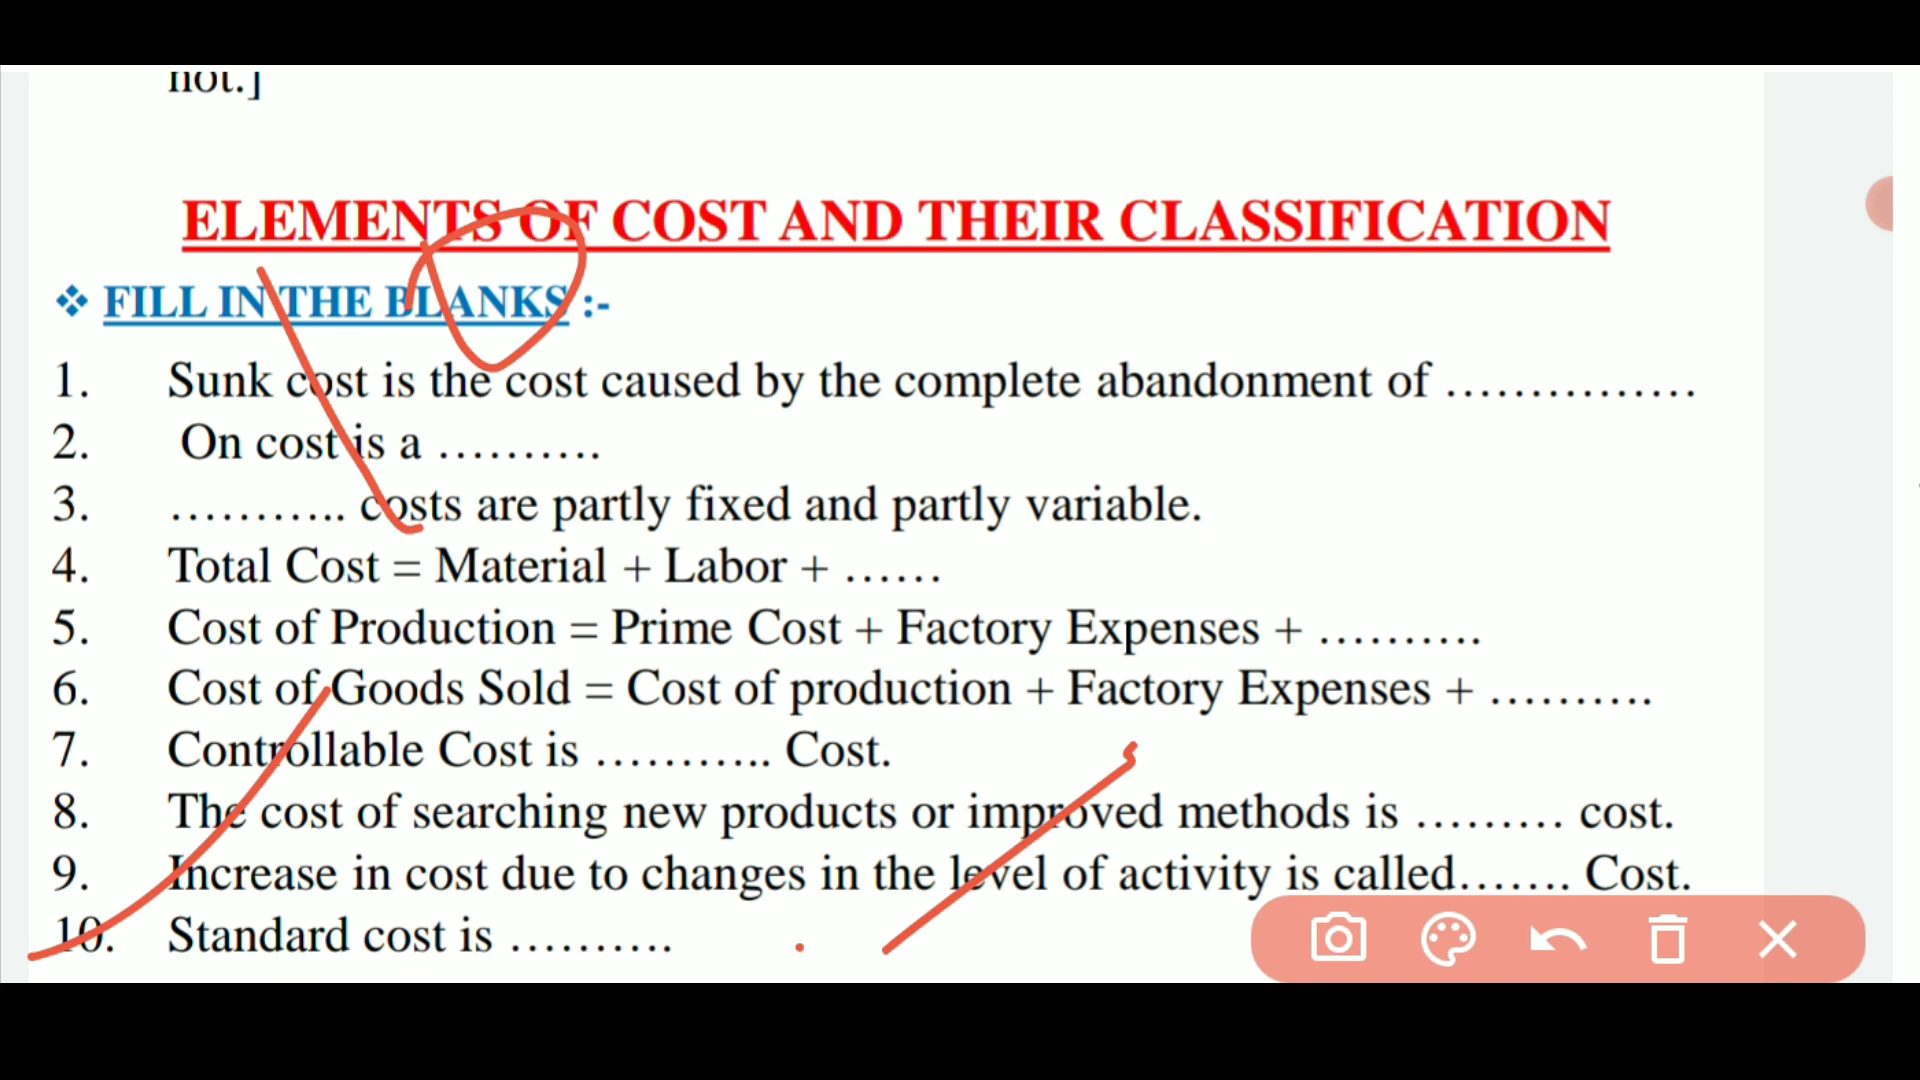 not.]
ELEMENTS OF COST AND THEIR CLASSIFICATION
❖ FILL IN THE BLANKS :-
1. Sunk cost is the cost caused by the complete abandonment of ……………
2. On cost is a ……….
3. ……….. costs are partly fixed and partly variable.
4. Total Cost = Material + Labor + ……
5. Cost of Production = Prime Cost + Factory Expenses + ……….
6. Cost of Goods Sold = Cost of production + Factory Expenses + ……….
7. Controllable Cost is ……….. Cost.
8. The cost of searching new products or improved methods is ……… cost.
9. Increase in cost due to changes in the level of activity is called……. Cost.
10. Standard cost is ……….